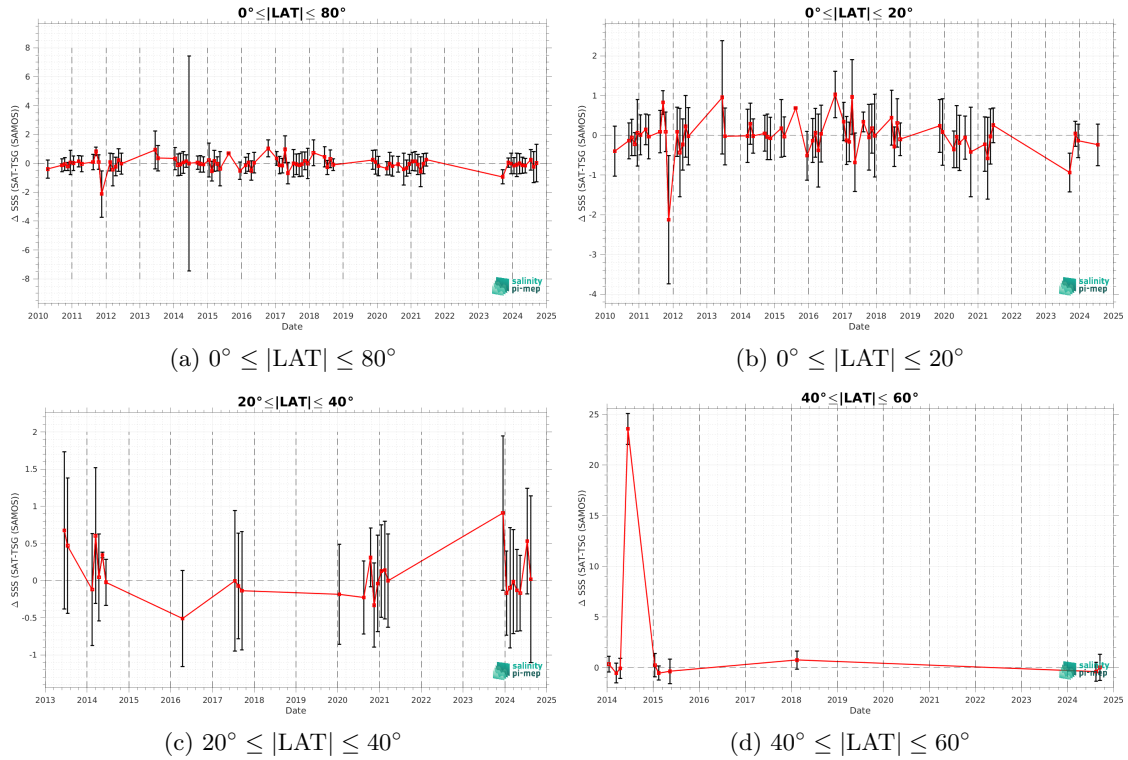 0°≤|LAT|≤ 80°
Δ SSS (SAT-TSG (SAMOS))
8
6
4
2
0
-2
-4
-6
-8
2010 2011 2012 2013 2014 2015 2016 2017 2018 2019 2020 2021 2022 2023 2024 2025
Date
salinity
pi-mep
(a) 0° ≤ |LAT| ≤ 80°
0°≤|LAT|≤ 20°
Δ SSS (SAT-TSG (SAMOS))
2
1
0
-1
-2
-3
-4
2010 2011 2012 2013 2014 2015 2016 2017 2018 2019 2020 2021 2022 2023 2024 2025
Date
salinity
pi-mep
(b) 0° ≤ |LAT| ≤ 20°
20°≤|LAT|≤ 40°
Δ SSS (SAT-TSG (SAMOS))
2
1.5
1
0.5
0
-0.5
-1
2013 2014 2015 2016 2017 2018 2019 2020 2021 2022 2023 2024 2025
Date
salinity
pi-mep
(c) 20° ≤ |LAT| ≤ 40°
40°≤|LAT|≤ 60°
Δ SSS (SAT-TSG (SAMOS))
25
20
15
10
5
0
2014 2015 2016 2017 2018 2019 2020 2021 2022 2023 2024 2025
Date
salinity
pi-mep
(d) 40° ≤ |LAT| ≤ 60°